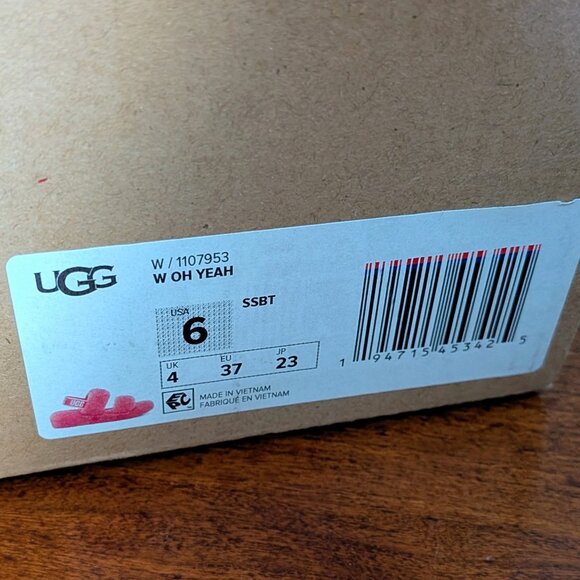 UGG
W / 1107953
W OH YEAH
USA
6
SSBT
UK
4
EU
37
JP
23
MADE IN VIETNAM
FABRIQUÉ EN VIETNAM
1 94715 45342 5